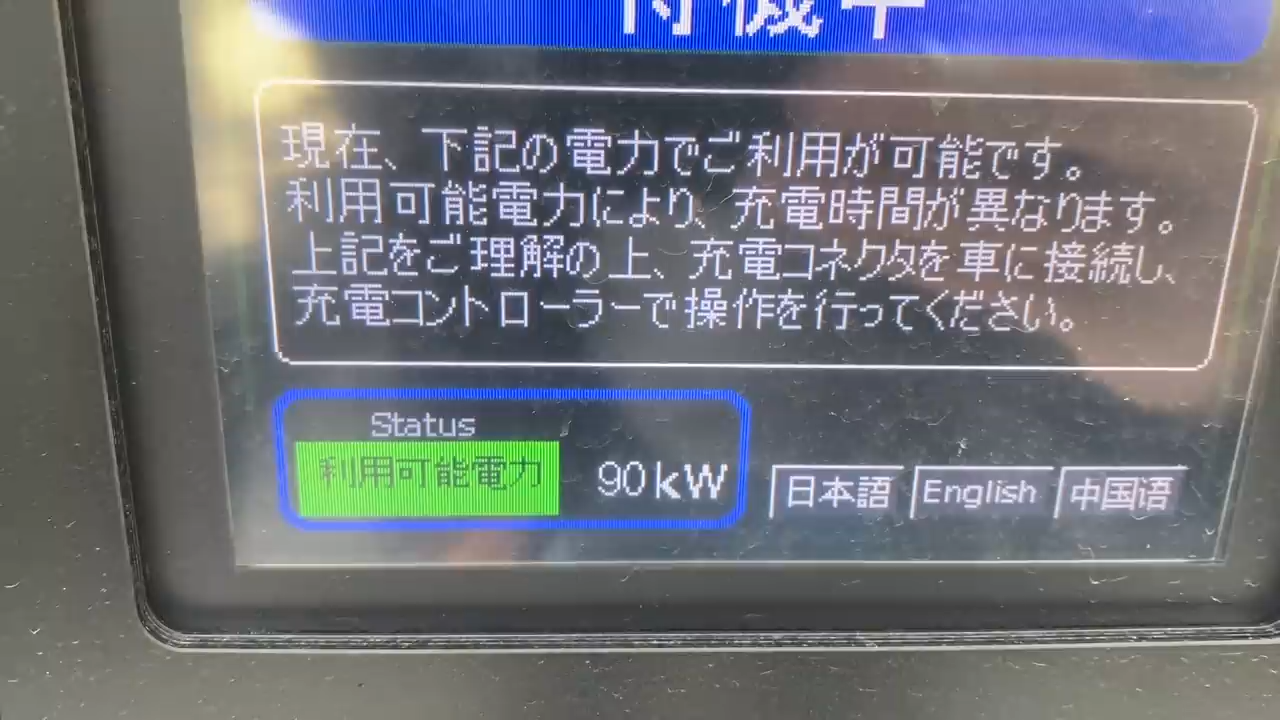 待機中
現在、下記の電力でご利用が可能です。
利用可能電力により、充電時間が異なります。
上記をご理解の上、充電コネクタを車に接続し、
充電コントローラーで操作を行ってください。
Status
利用可能電力 90kW
日本語 English 中国语